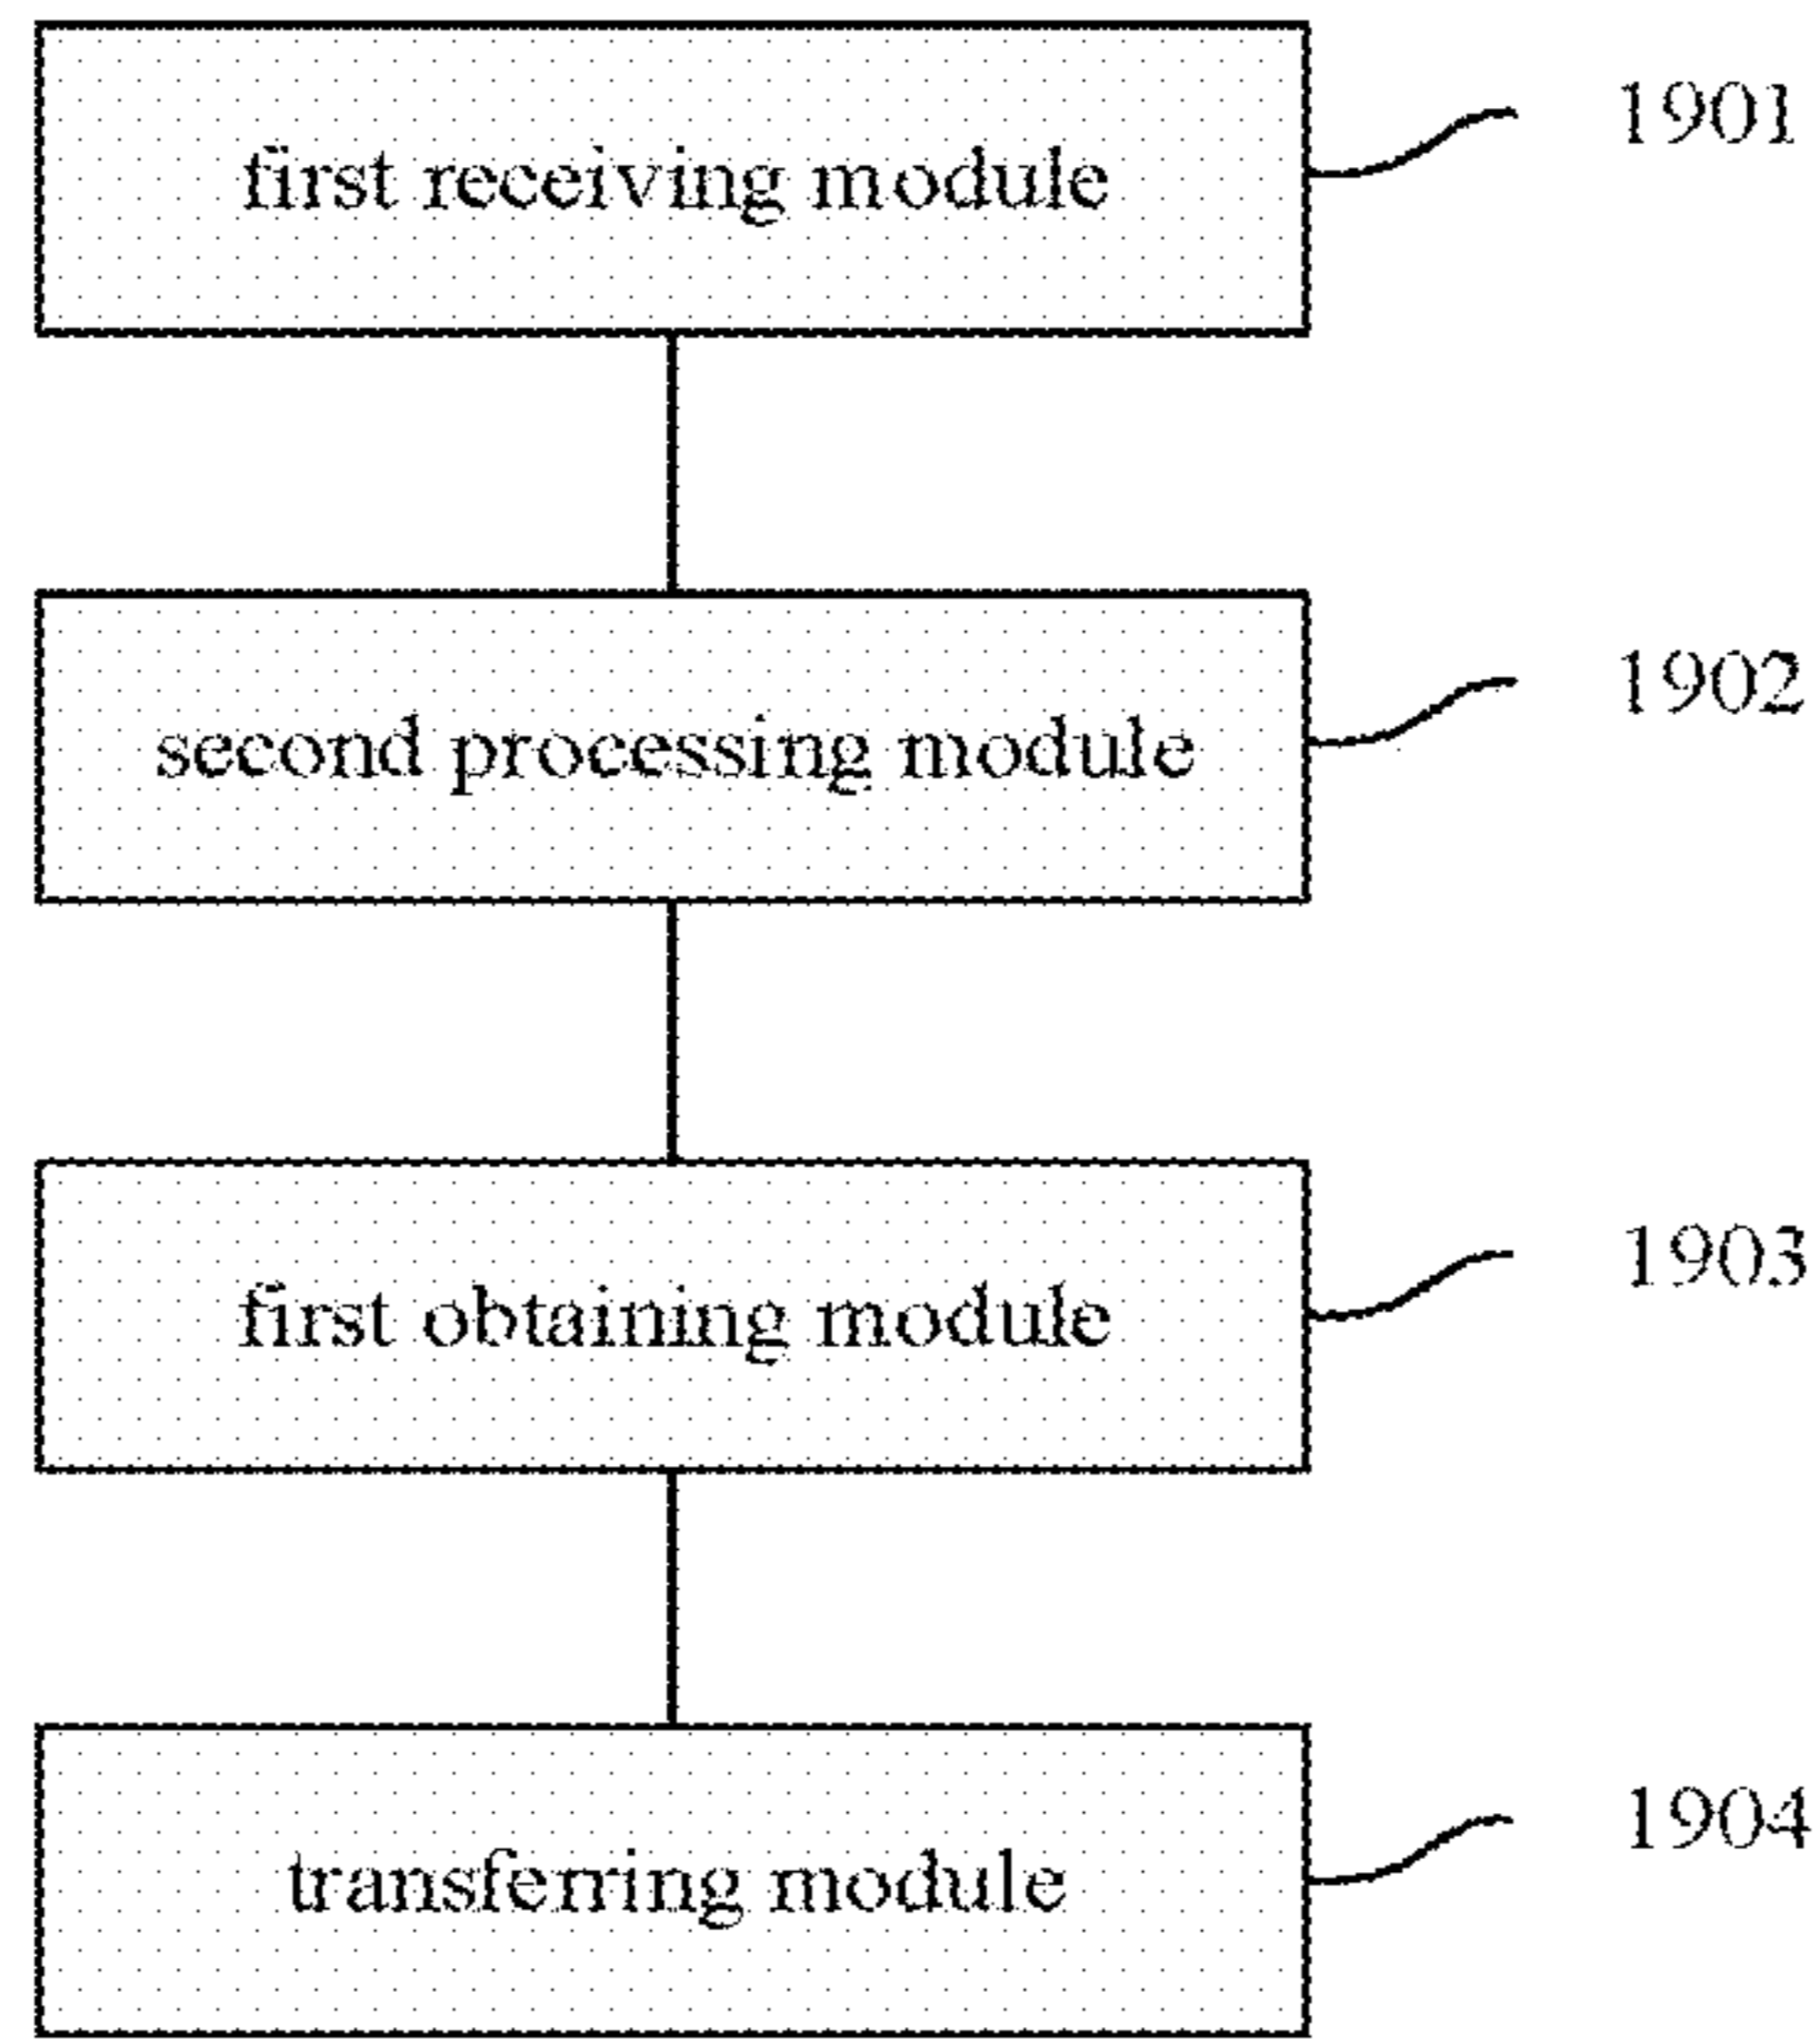 first receiving module 1901
second processing module 1902
first obtaining module 1903
transferring module 1904